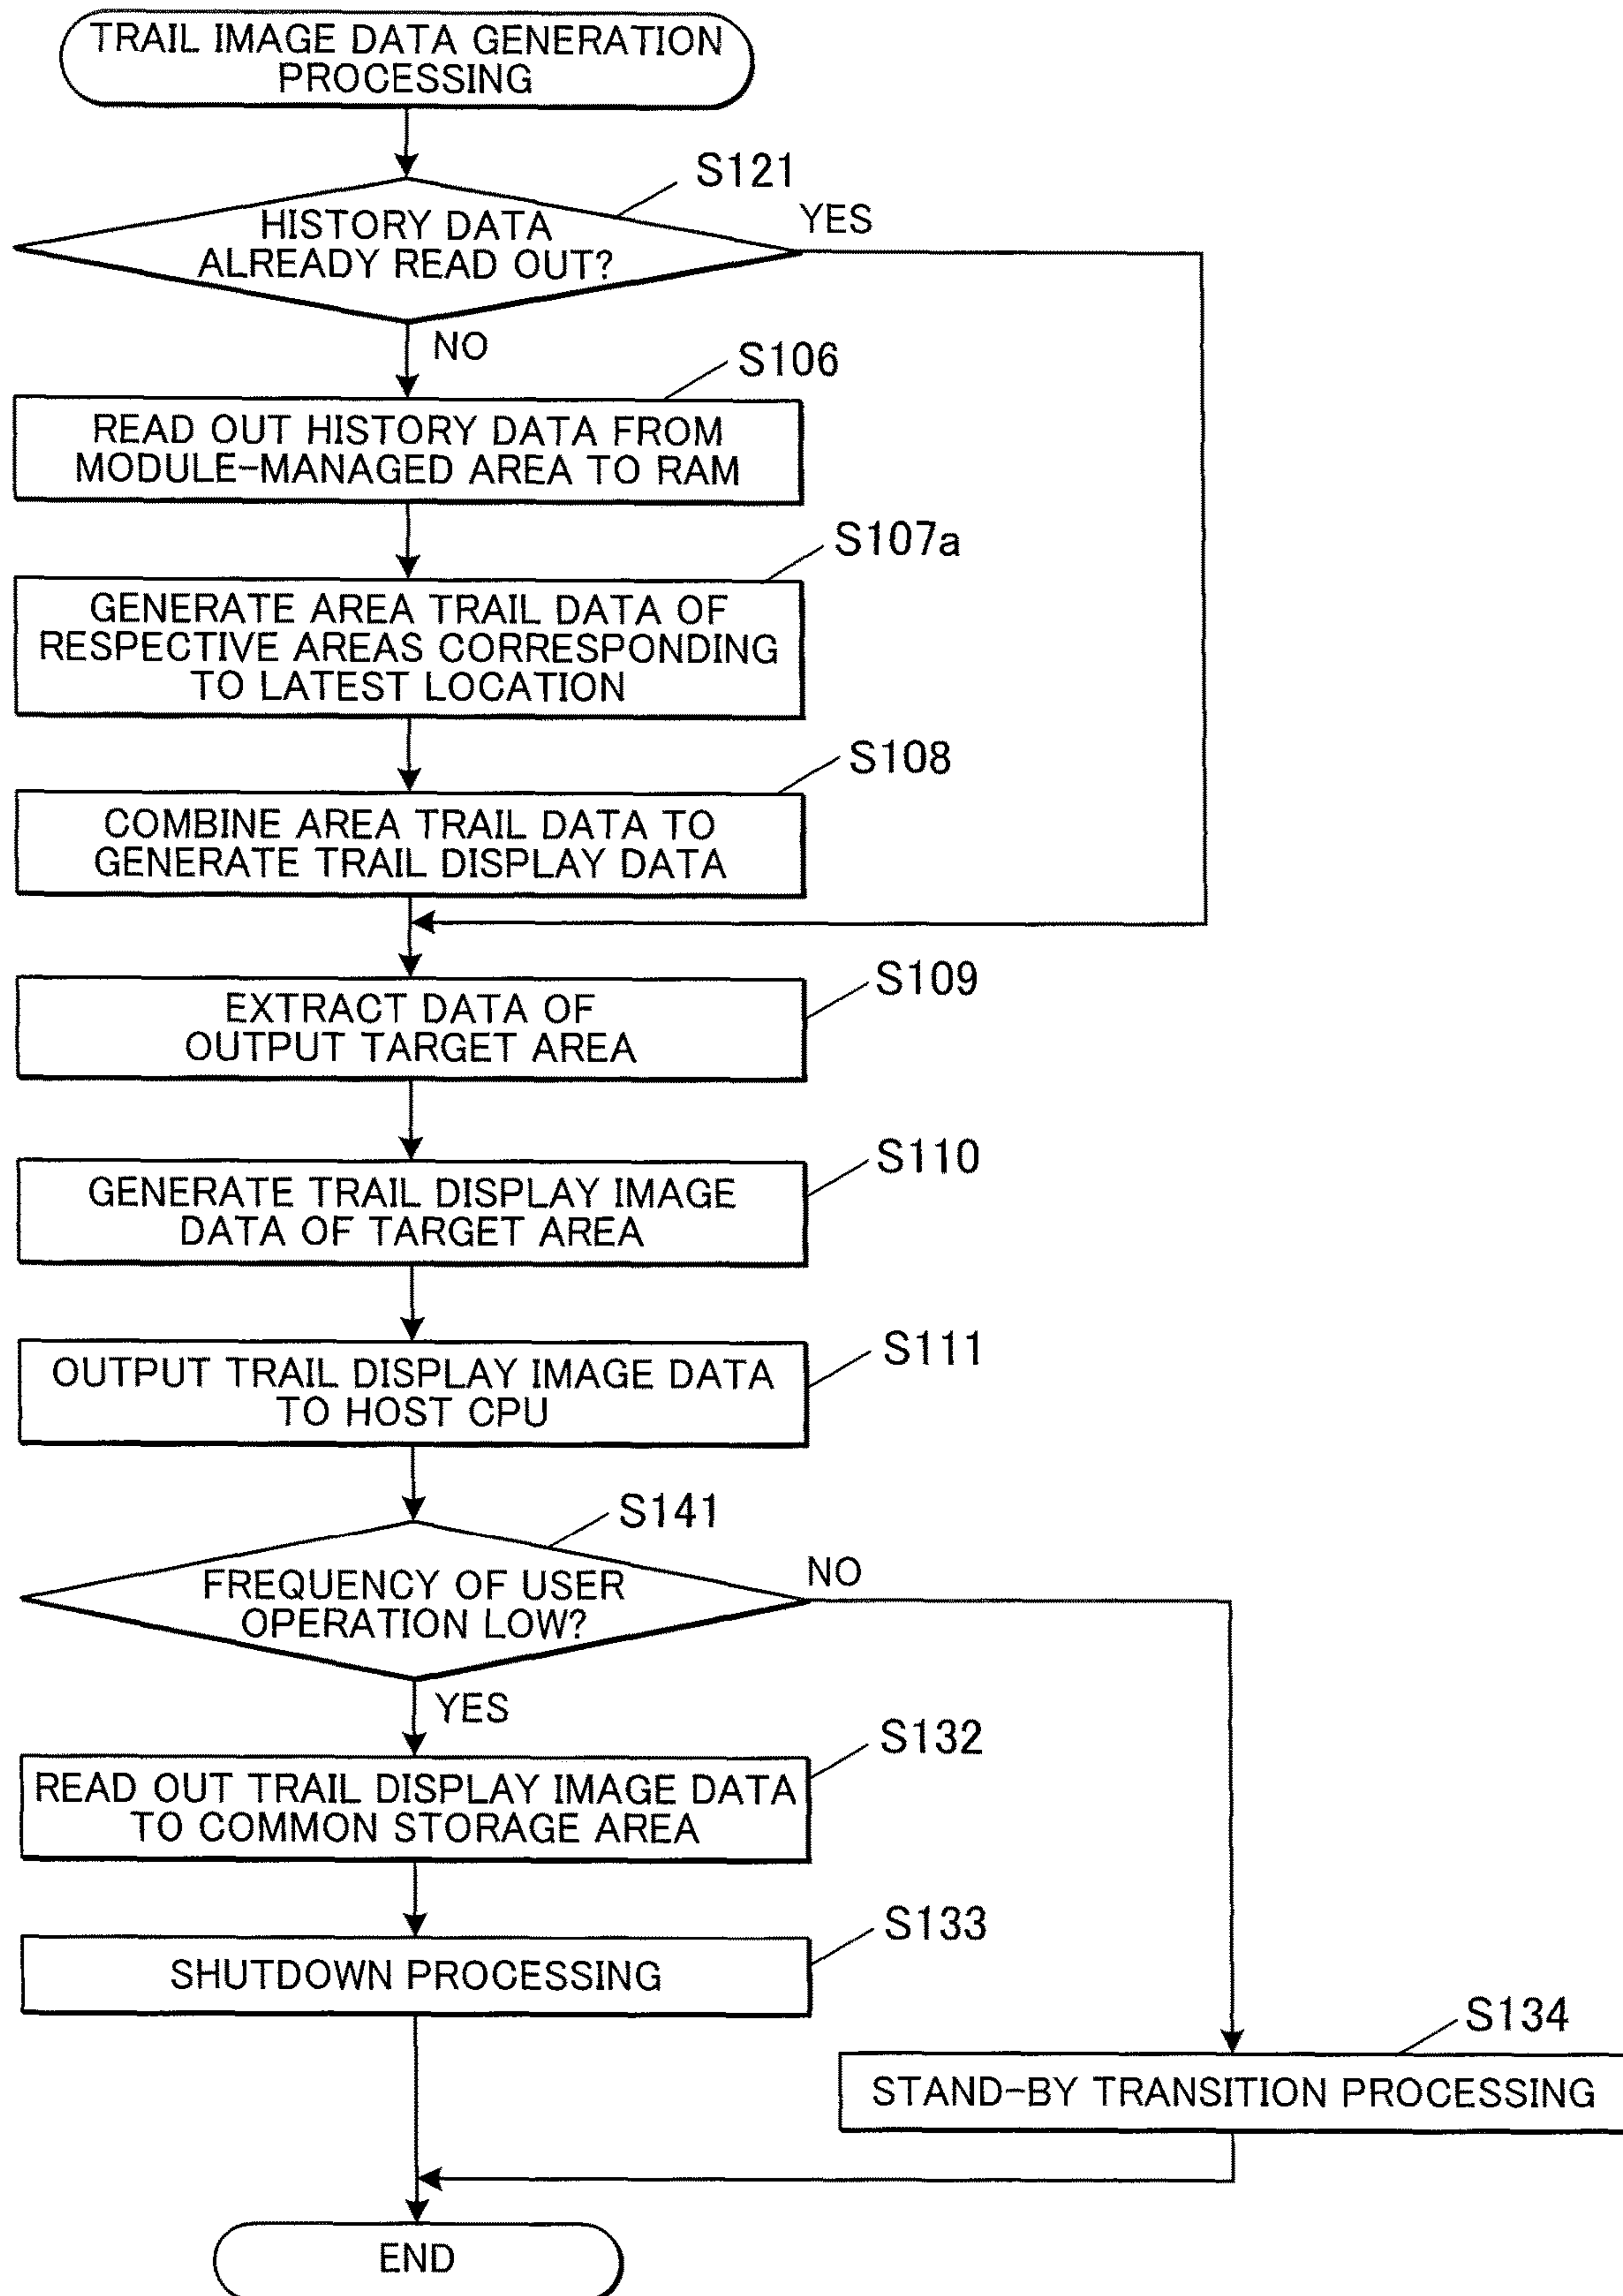 TRAIL IMAGE DATA GENERATION
PROCESSING
S121
HISTORY DATA
ALREADY READ OUT?
YES
NO
S106
READ OUT HISTORY DATA FROM
MODULE-MANAGED AREA TO RAM
S107a
GENERATE AREA TRAIL DATA OF
RESPECTIVE AREAS CORRESPONDING
TO LATEST LOCATION
S108
COMBINE AREA TRAIL DATA TO
GENERATE TRAIL DISPLAY DATA
S109
EXTRACT DATA OF
OUTPUT TARGET AREA
S110
GENERATE TRAIL DISPLAY IMAGE
DATA OF TARGET AREA
S111
OUTPUT TRAIL DISPLAY IMAGE DATA
TO HOST CPU
S141
FREQUENCY OF USER
OPERATION LOW?
NO
YES
S132
READ OUT TRAIL DISPLAY IMAGE DATA
TO COMMON STORAGE AREA
S133
SHUTDOWN PROCESSING
S134
STAND-BY TRANSITION PROCESSING
END